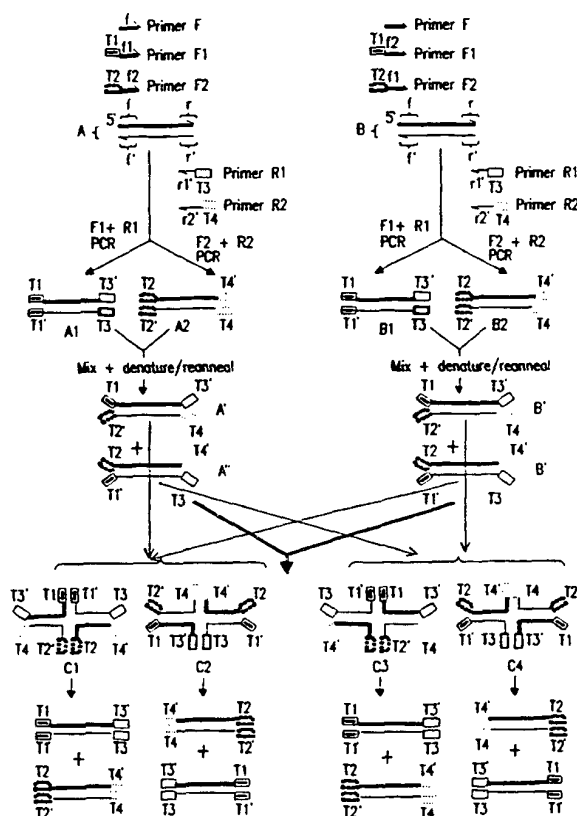 f Primer F Primer F
T1 f1 Primer F1 T1 f2 Primer F1
T2 f2 Primer F2 T2 f1 Primer F2
f r f r
A { 5' B { 5'
f' r' f' r'
r1' T3 Primer R1 r1' T3 Primer R1
r2' T4 Primer R2 r2' T4 Primer R2
F1+ R1 PCR F2 + R2 PCR F1+ R1 PCR F2 + R2 PCR
T1 T3' T2 T4' T1 T3' T2 T4'
T1' T3 T2' T4 T1' T3 T2' T4
A1 A2 B1 B2
Mix + denature/reanneal Mix + denature/reanneal
T1 T3' T1 T3'
A' B'
T2' T4 T2' T4
+ +
T2 T4' T2 T4'
A" B'
T1' T3 T1' T3
T3' T1 T1' T3 T2' T4' T4 T2 T3' T1' T1 T3 T2' T4' T4 T2
T4 T2' T2 T4' T1 T3' T3 T1' T4' T2 T2' T4 T1 T3' T3 T1'
C1 C2 C3 C4
T1 T3' T4' T2 T1 T3' T4' T2
T1' T3 T4 T2' T1' T3 T4 T2'
+ + + +
T2 T4' T3' T1 T2 T4' T3' T1
T2' T4 T3 T1' T2' T4 T3 T1